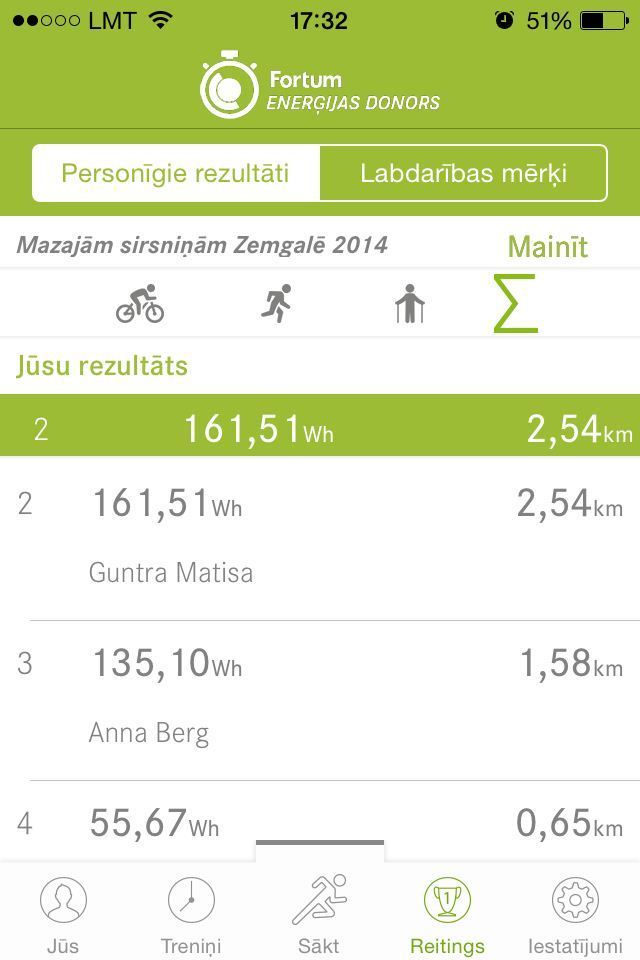 LMT 17:32 51%
Fortum
ENERĢIJAS DONORS
Personīgie rezultāti Labdarības mērķi
Mazajām sirsniņām Zemgalē 2014 Mainīt
Σ
Jūsu rezultāts
2 161,51Wh 2,54km
2 161,51Wh 2,54km
Guntra Matisa
3 135,10Wh 1,58km
Anna Berg
4 55,67Wh 0,65km
1
Jūs Treniņi Sākt Reitings Iestatījumi